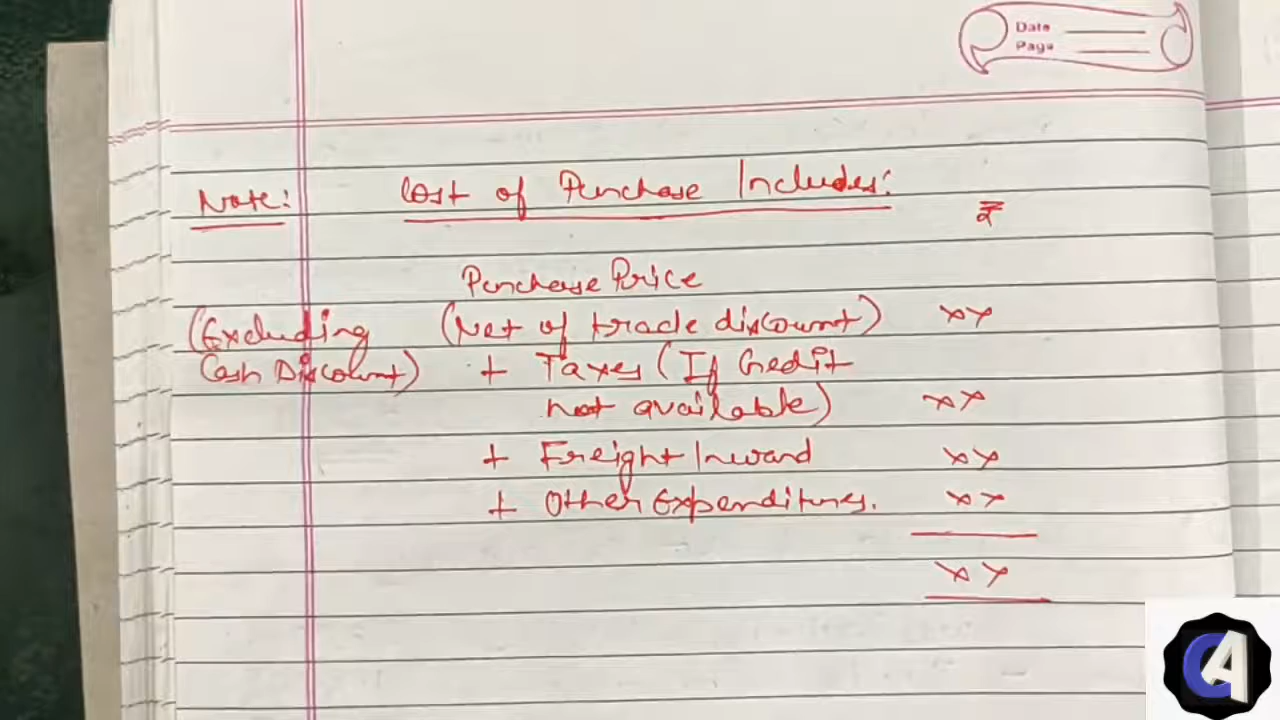 Date
Page
Note: Cost of Purchase Includes:
₹
Purchase Price
(Excluding (Net of trade discount) xx
Cash Discount) + Taxes (If Credit
not available) xx
+ Freight Inward xx
+ Other Expenditures. xx
xx
CA